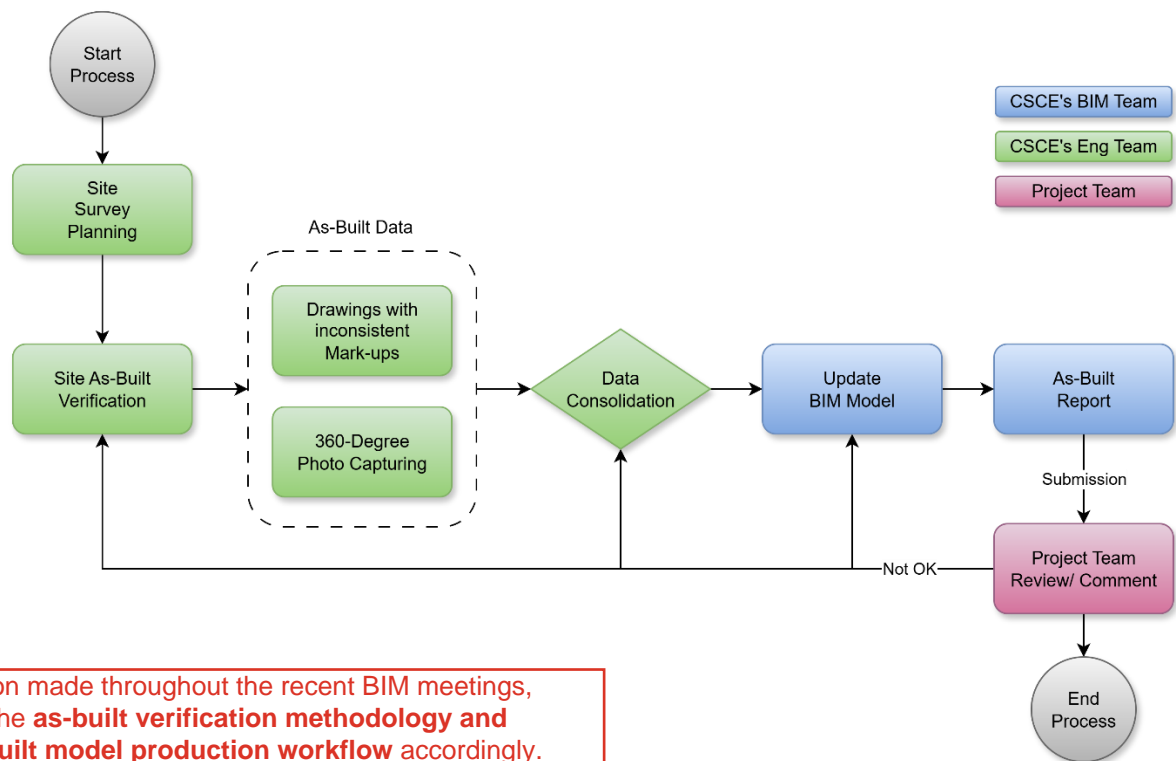 Start
Process
CSCE's BIM Team
CSCE's Eng Team
Project Team
Site
Survey
Planning
As-Built Data
Drawings with
inconsistent
Mark-ups
360-Degree
Photo Capturing
Site As-Built
Verification
Data
Consolidation
Update
BIM Model
As-Built
Report
Submission
Project Team
Review/ Comment
Not OK
End
Process
made throughout the recent BIM meetings,
as-built verification methodology and
model production workflow accordingly.